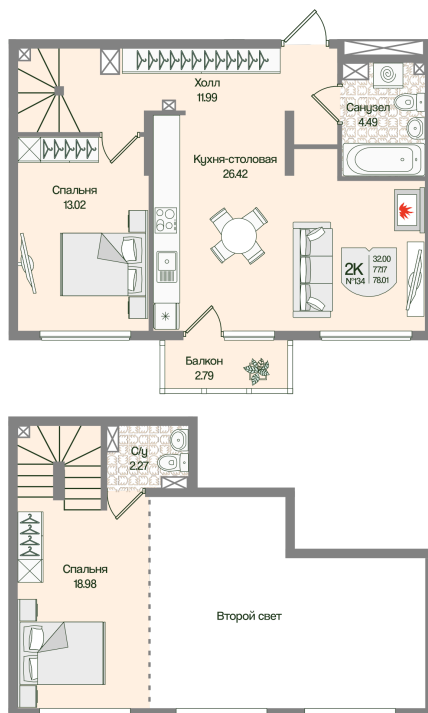 Холл
11.99
Санузел
4.49
Кухня-столовая
26.42
Спальня
13.02
2К
№134
32.00
77.17
78.01
Балкон
2.79
С/у
2.27
Спальня
18.98
Второй свет